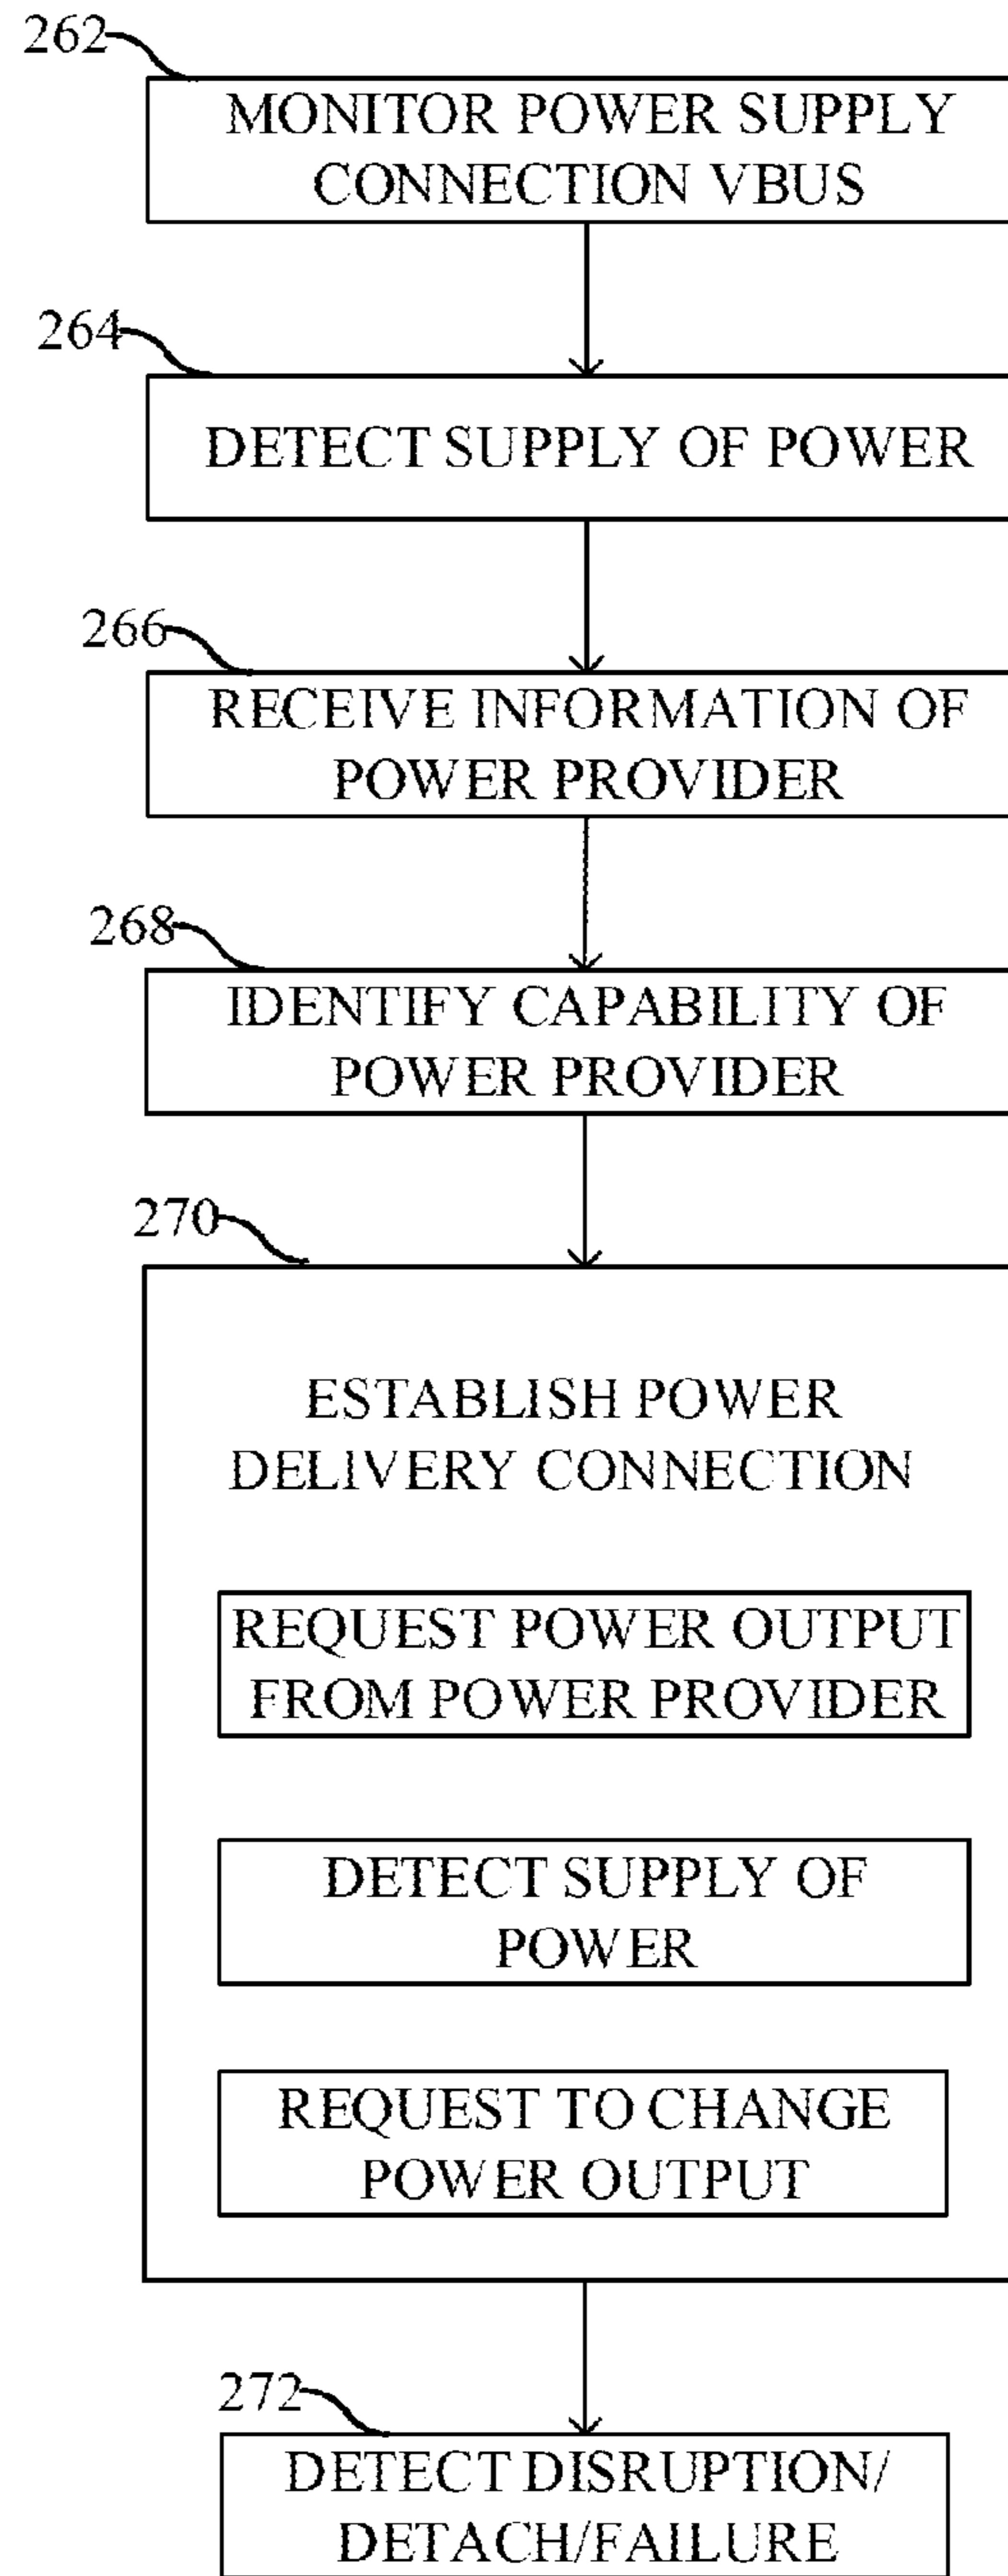 262
MONITOR POWER SUPPLY
CONNECTION VBUS
264
DETECT SUPPLY OF POWER
266
RECEIVE INFORMATION OF
POWER PROVIDER
268
IDENTIFY CAPABILITY OF
POWER PROVIDER
270
ESTABLISH POWER
DELIVERY CONNECTION
REQUEST POWER OUTPUT
FROM POWER PROVIDER
DETECT SUPPLY OF
POWER
REQUEST TO CHANGE
POWER OUTPUT
272
DETECT DISRUPTION/
DETACH/FAILURE